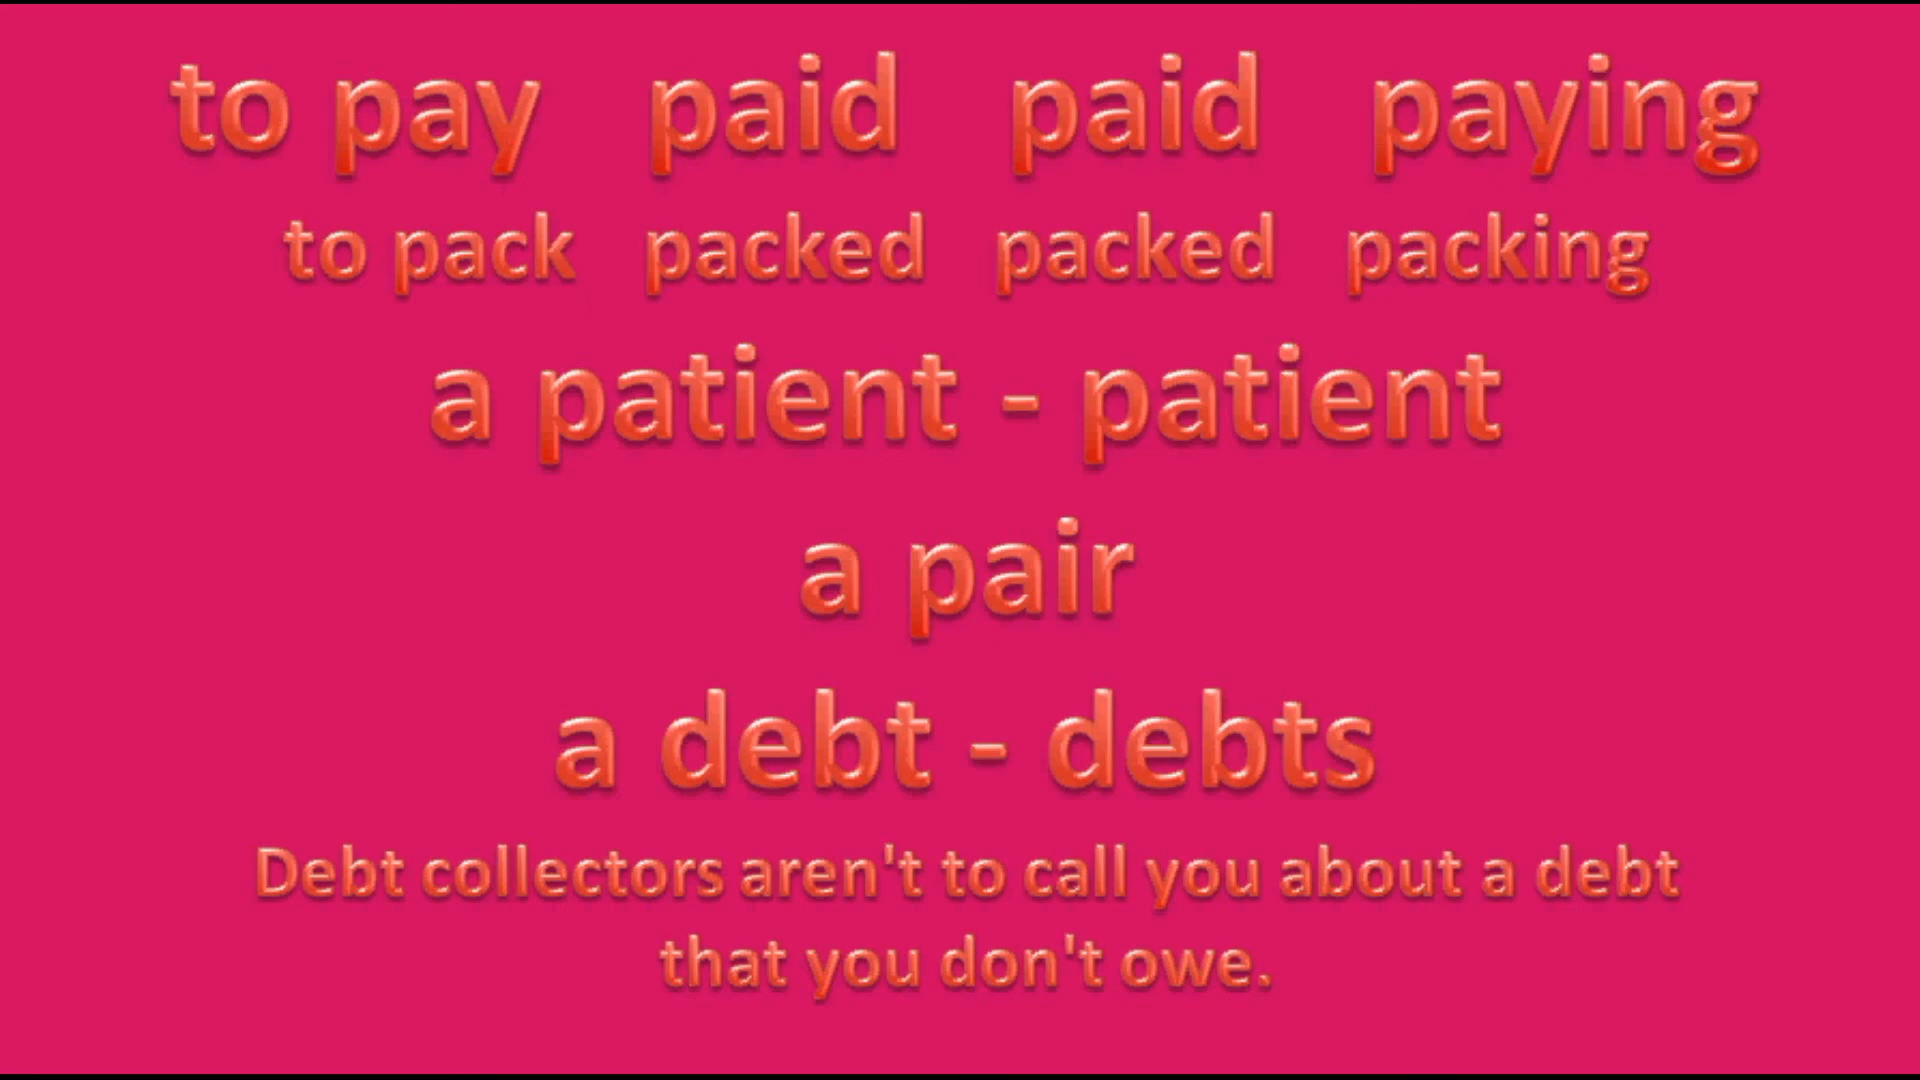 to pay paid paid paying
to pack packed packed packing
a patient - patient
a pair
a debt - debts
Debt collectors aren't to call you about a debt
that you don't owe.